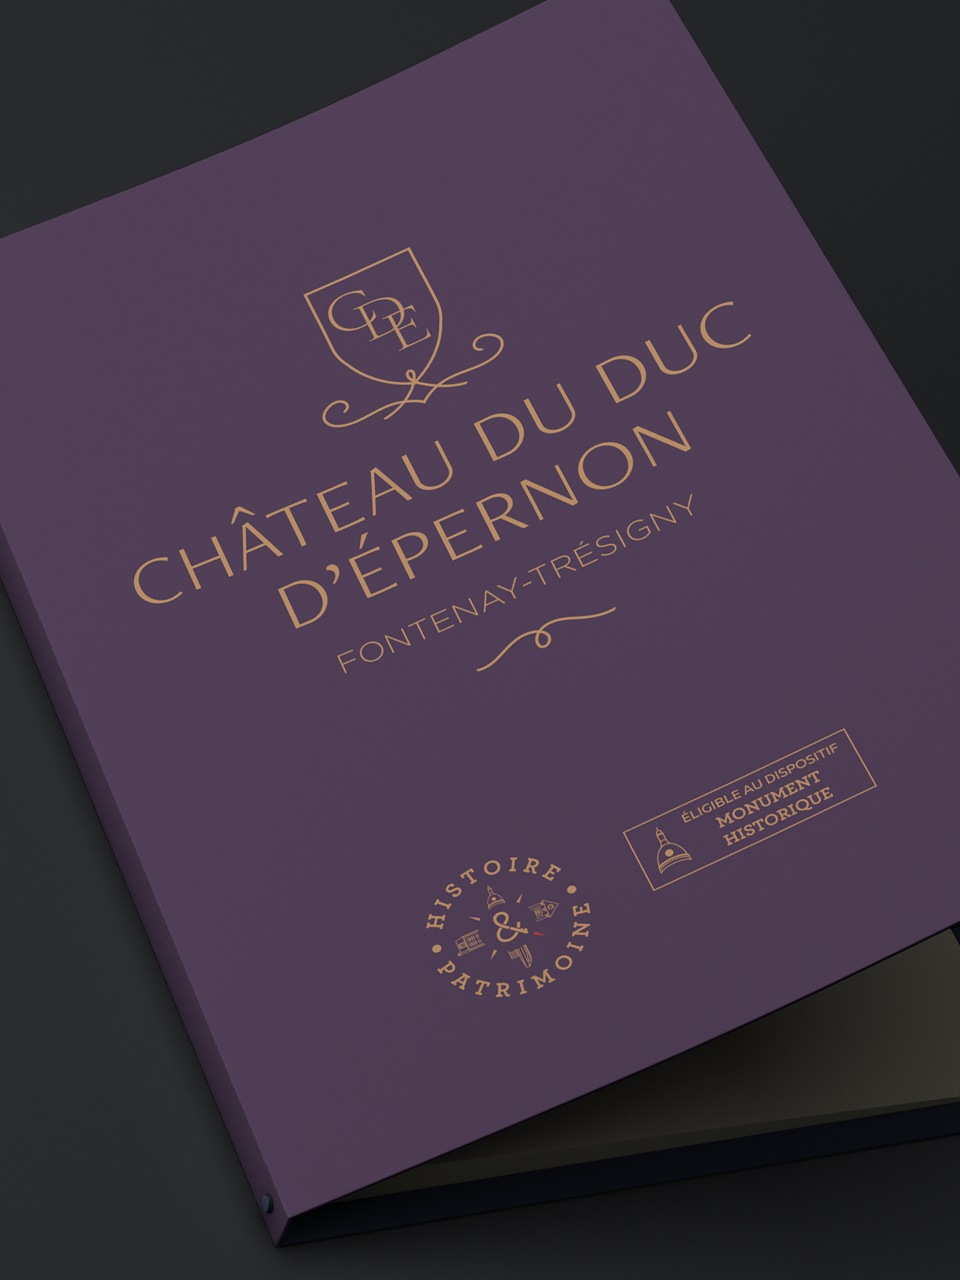 CDE
CHÂTEAU DU DUC
D’ÉPERNON
FONTENAY-TRÉSIGNY
ÉLIGIBLE AU DISPOSITIF
MONUMENT
HISTORIQUE
HISTOIRE
&
PATRIMOINE